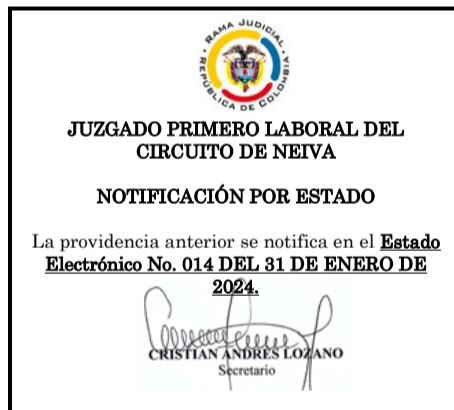 RAMA JUDICIAL
REPÚBLICA DE COLOMBIA
JUZGADO PRIMERO LABORAL DEL
CIRCUITO DE NEIVA
NOTIFICACIÓN POR ESTADO
La providencia anterior se notifica en el Estado
Electrónico No. 014 DEL 31 DE ENERO DE
2024.
CRISTIAN ANDRES LOZANO
Secretario